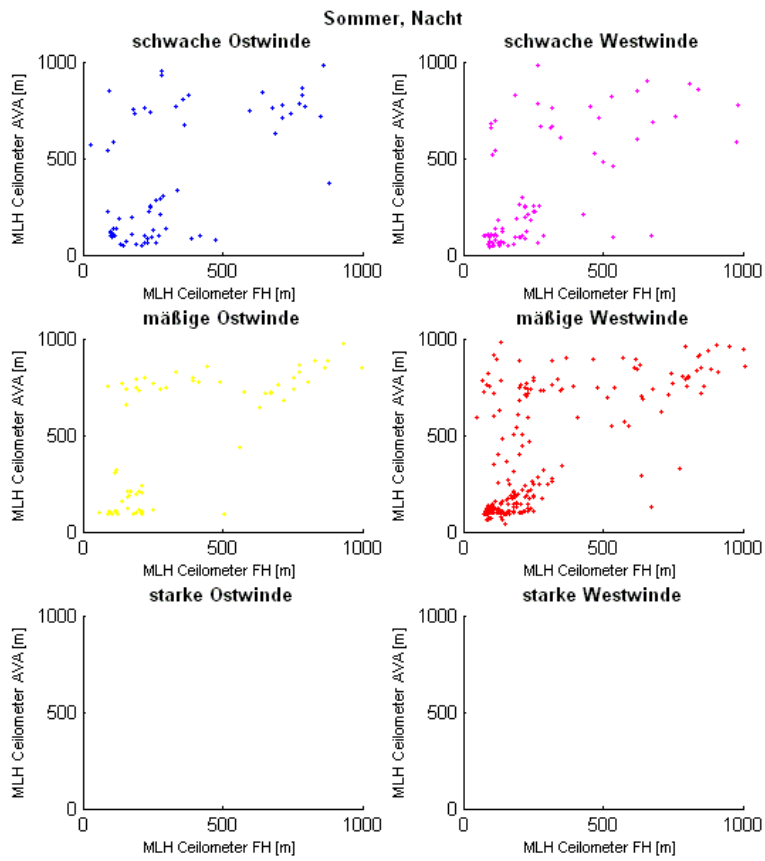 Sommer, Nacht
schwache Ostwinde
1000
500
0
MLH Ceilometer AVA [m]
0 500 1000
MLH Ceilometer FH [m]
schwache Westwinde
1000
500
0
MLH Ceilometer AVA [m]
0 500 1000
MLH Ceilometer FH [m]
mäßige Ostwinde
1000
500
0
MLH Ceilometer AVA [m]
0 500 1000
MLH Ceilometer FH [m]
mäßige Westwinde
1000
500
0
MLH Ceilometer AVA [m]
0 500 1000
MLH Ceilometer FH [m]
starke Ostwinde
1000
500
0
MLH Ceilometer AVA [m]
0 500 1000
MLH Ceilometer FH [m]
starke Westwinde
1000
500
0
MLH Ceilometer AVA [m]
0 500 1000
MLH Ceilometer FH [m]